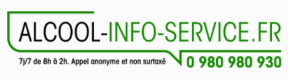 ALCOOL-INFO-SERVICE.FR
7j/7 de 8h à 2h. Appel anonyme et non surtaxé 0 980 980 930